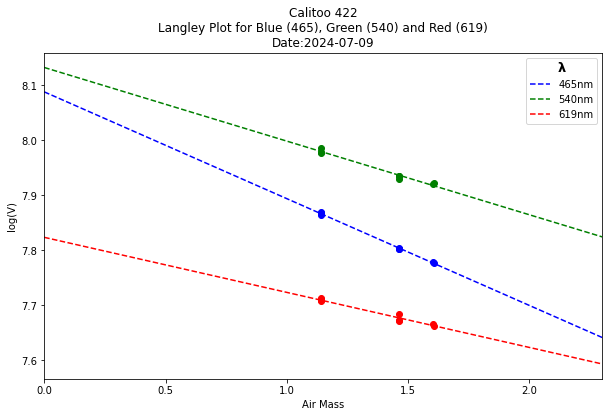 Calitoo 422
Langley Plot for Blue (465), Green (540) and Red (619)
Date:2024-07-09
λ
465nm
540nm
619nm
log(V)
8.1
8.0
7.9
7.8
7.7
7.6
0.0 0.5 1.0 1.5 2.0
Air Mass